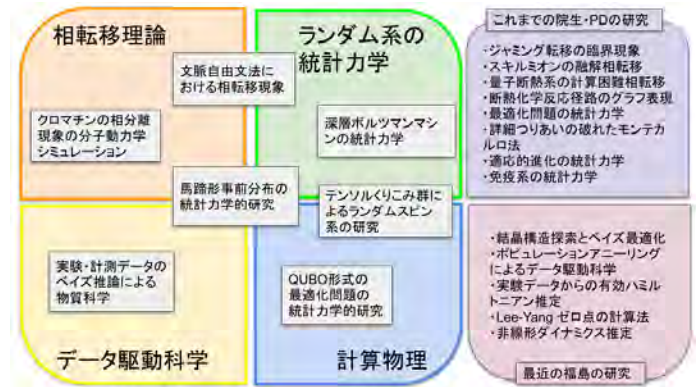 相転移理論
ランダム系の
統計力学
文脈自由文法に
おける相転移現象
クロマチンの相分離
現象の分子動力学
シミュレーション
深層ボルツマンマシ
ンの統計力学
馬蹄形事前分布の
統計力学的研究
テンソルくりこみ群に
よるランダムスピン
系の研究
実験・計測データの
ベイズ推論による
物質科学
QUBO形式の
最適化問題の
統計力学的研究
データ駆動科学
計算物理
これまでの院生・PDの研究
・ジャミング転移の臨界現象
・スキルミオンの融解相転移
・量子断熱系の計算困難相転移
・断熱化学反応径路のグラフ表現
・最適化問題の統計力学
・詳細つりあいの破れたモンテカ
ルロ法
・適応的進化の統計力学
・免疫系の統計力学
・結晶構造探索とベイズ最適化
・ポピュレーションアニーリング
によるデータ駆動科学
・実験データからの有効ハミル
トニアン推定
・Lee-Yang ゼロ点の計算法
・非線形ダイナミクス推定
最近の福島の研究